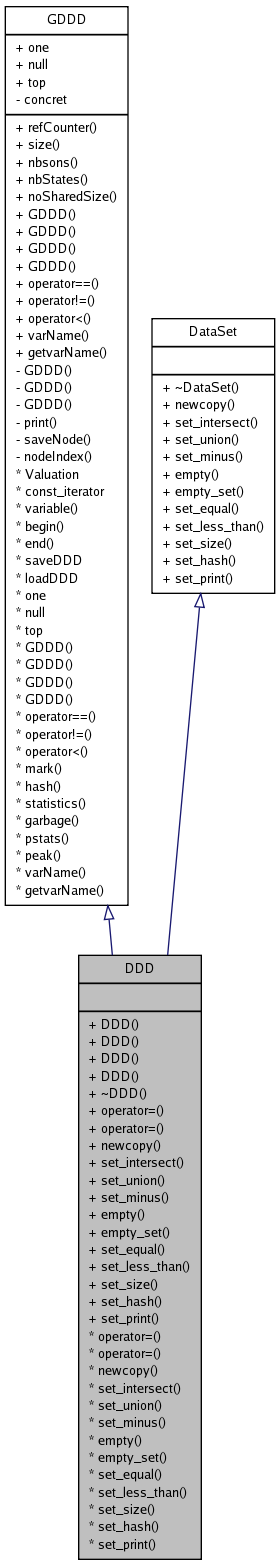 GDDD
+ one
+ null
+ top
- concret
+ refCounter()
+ size()
+ nbsons()
+ nbStates()
+ noSharedSize()
+ GDDD()
+ GDDD()
+ GDDD()
+ GDDD()
+ operator==()
+ operator!=()
+ operator<()
+ varName()
+ getvarName()
- GDDD()
- GDDD()
- GDDD()
- print()
- saveNode()
- nodeIndex()
* Valuation
* const_iterator
* variable()
* begin()
* end()
* saveDDD
* loadDDD
* one
* null
* top
* GDDD()
* GDDD()
* GDDD()
* GDDD()
* operator==()
* operator!=()
* operator<()
* mark()
* hash()
* statistics()
* garbage()
* pstats()
* peak()
* varName()
* getvarName()
DataSet
+ ~DataSet()
+ newcopy()
+ set_intersect()
+ set_union()
+ set_minus()
+ empty()
+ empty_set()
+ set_equal()
+ set_less_than()
+ set_size()
+ set_hash()
+ set_print()
DDD
+ DDD()
+ DDD()
+ DDD()
+ DDD()
+ ~DDD()
+ operator=()
+ operator=()
+ newcopy()
+ set_intersect()
+ set_union()
+ set_minus()
+ empty()
+ empty_set()
+ set_equal()
+ set_less_than()
+ set_size()
+ set_hash()
+ set_print()
* operator=()
* operator=()
* newcopy()
* set_intersect()
* set_union()
* set_minus()
* empty()
* empty_set()
* set_equal()
* set_less_than()
* set_size()
* set_hash()
* set_print()